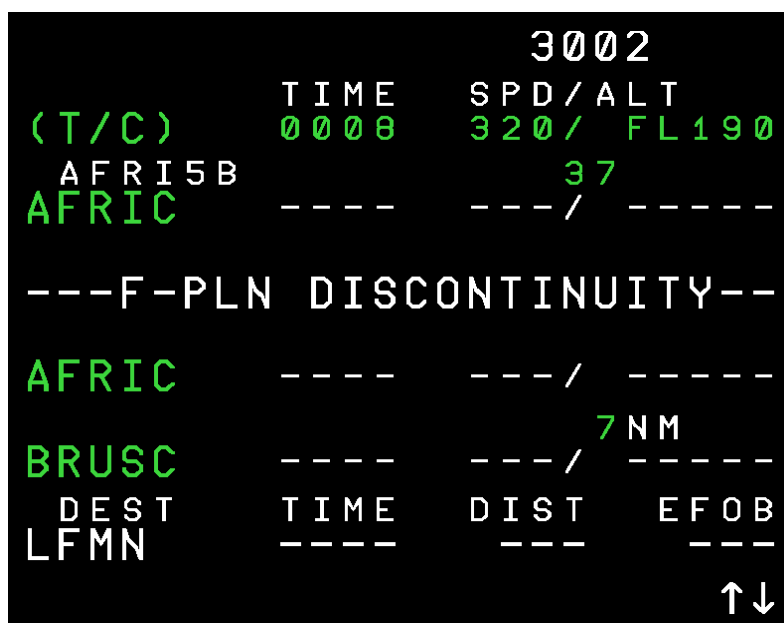 3002
TIME SPD/ALT
(T/C) 0008 320/ FL190
AFRI5B 37
AFRIC ---- ---/ -----
---F-PLN DISCONTINUITY--
AFRIC ---- ---/ -----
7NM
BRUSC ---- ---/ -----
DEST TIME DIST EFOB
LFMN ---- --- ---
↑↓